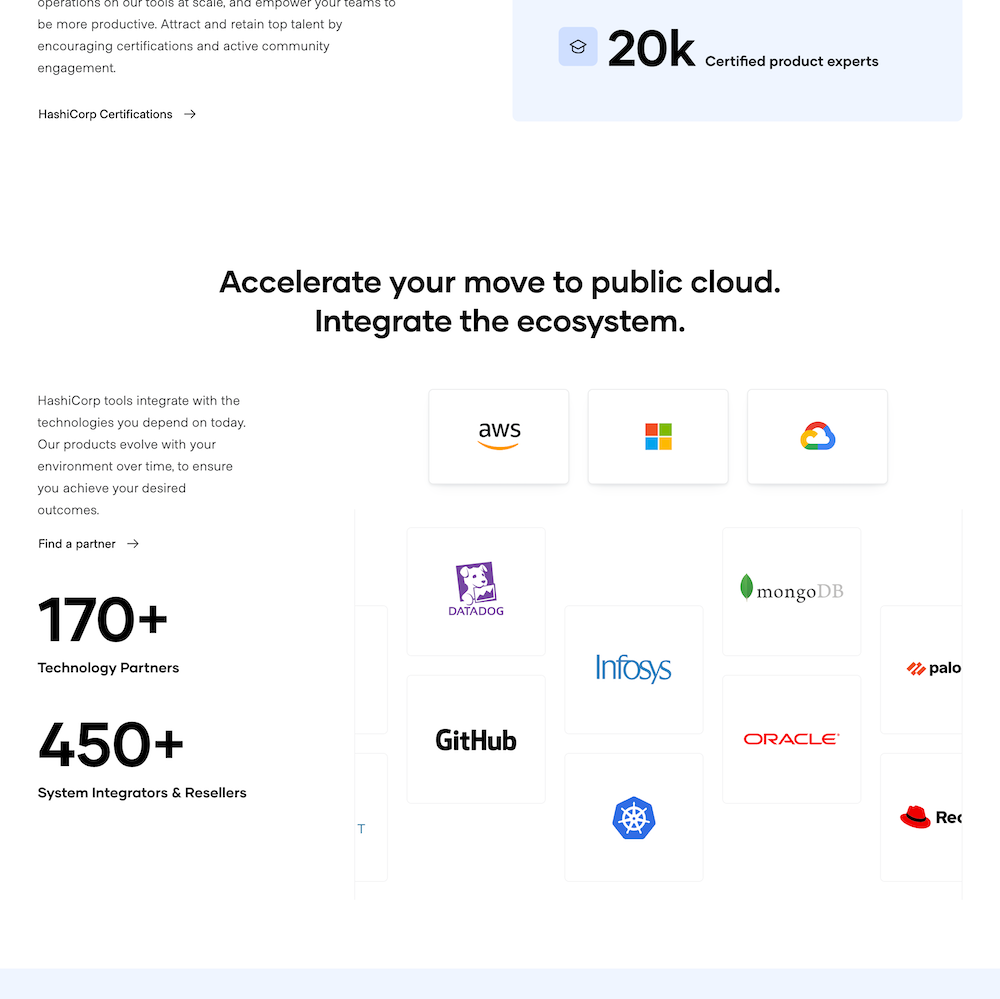 operations on our tools at scale, and empower your teams to
be more productive. Attract and retain top talent by
encouraging certifications and active community
engagement.
HashiCorp Certifications
20k Certified product experts
Accelerate your move to public cloud.
Integrate the ecosystem.
HashiCorp tools integrate with the
technologies you depend on today.
Our products evolve with your
environment over time, to ensure
you achieve your desired
outcomes.
Find a partner
170+
Technology Partners
450+
System Integrators & Resellers
aws
DATADOG
mongoDB
Infosys
palo
GitHub
ORACLE
T
Rec